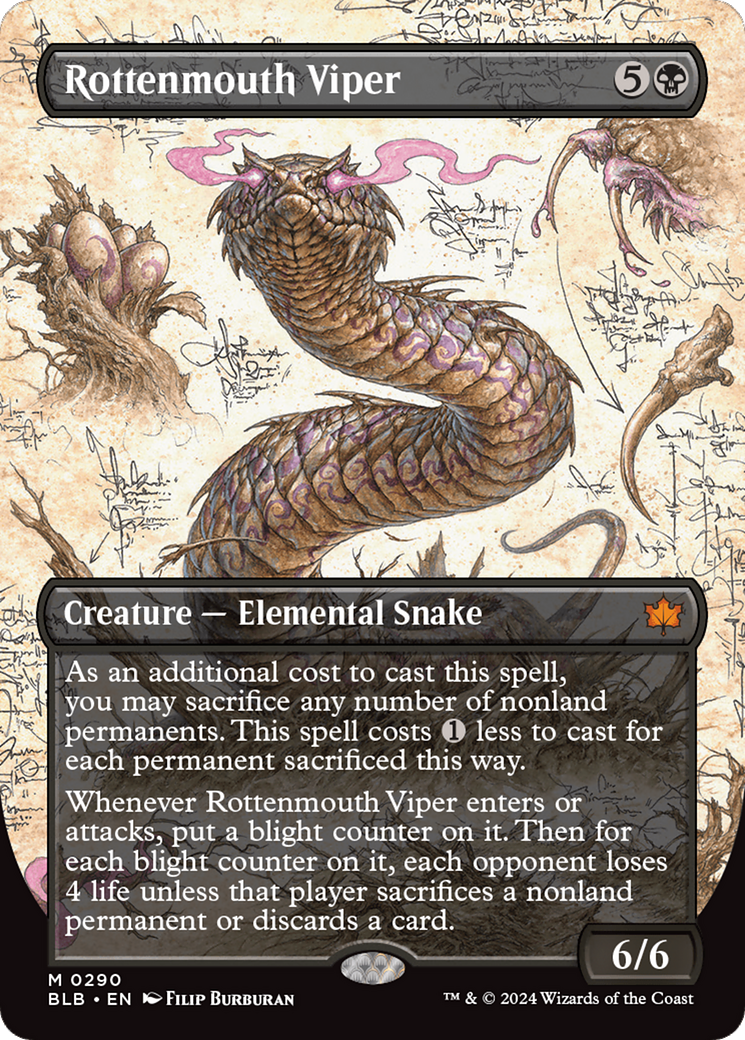 Rottenmouth Viper 5
Creature — Elemental Snake
As an additional cost to cast this spell,
you may sacrifice any number of nonland
permanents. This spell costs 1 less to cast for
each permanent sacrificed this way.
Whenever Rottenmouth Viper enters or
attacks, put a blight counter on it. Then for
each blight counter on it, each opponent loses
4 life unless that player sacrifices a nonland
permanent or discards a card.
6/6
M 0290
BLB • EN Filip Burburan
™ & © 2024 Wizards of the Coast